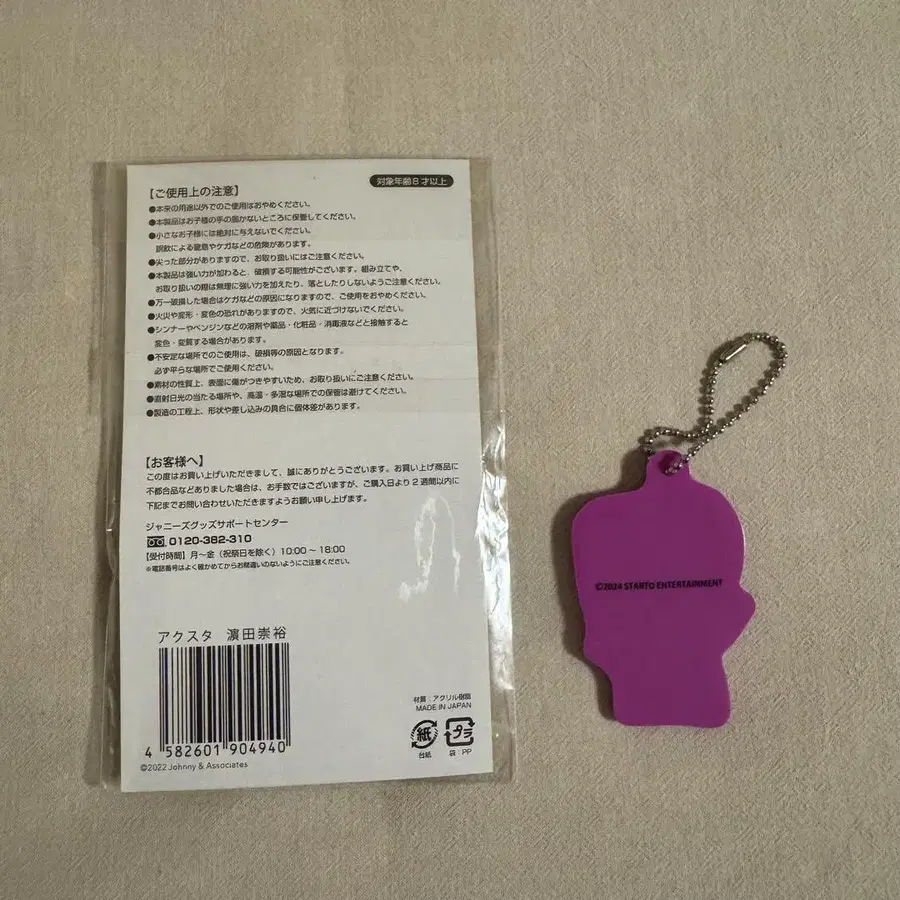 【ご使用上の注意】
対象年齢8才以上
●本来の用途以外でのご使用はおやめください。
●本製品はお子様の手の届かないところに保管してください。
●小さなお子様には絶対に与えないでください。
誤飲による窒息やケガなどの危険があります。
●尖った部分がありますので、お取り扱いにはご注意ください。
●本製品は強い力が加わると、破損する可能性がございます。組み立てや、
お取り扱いの際は無理に強い力を加えたり、落としたりしないようご注意ください。
●万一破損した場合はケガなどの原因になりますので、ご使用をおやめください。
●火災や変形・変色の恐れがありますので、火気に近づけないでください。
●シンナーやベンジンなどの溶剤や薬品・化粧品・消毒液などと接触すると
変色・変質する場合があります。
●不安定な場所でのご使用は、破損等の原因となります。
必ず平らな場所でご使用ください。
●素材の性質上、表面に傷がつきやすいため、お取り扱いにご注意ください。
●直射日光の当たる場所や、高温・多湿な場所での保管は避けてください。
●製造の工程上、形状や差し込みの具合に個体差があります。
【お客様へ】
この度はお買い上げいただきまして、誠にありがとうございます。お買い上げ商品に
不都合品などありました場合は、お手数ではございますが、ご購入日より2週間以内に
下記までお問い合わせいただきますようお願い申し上げます。
ジャニーズグッズサポートセンター
0120-382-310
【受付時間】月〜金（祝祭日を除く）10:00〜18:00
※電話番号はよく確かめてからお間違いのないようにご注意ください。
アクスタ 濵田崇裕
4 582601 904940
©2022 Johnny & Associates
材質：アクリル樹脂
MADE IN JAPAN
紙
台紙
プラ
袋：PP
©2024 STARTO ENTERTAINMENT